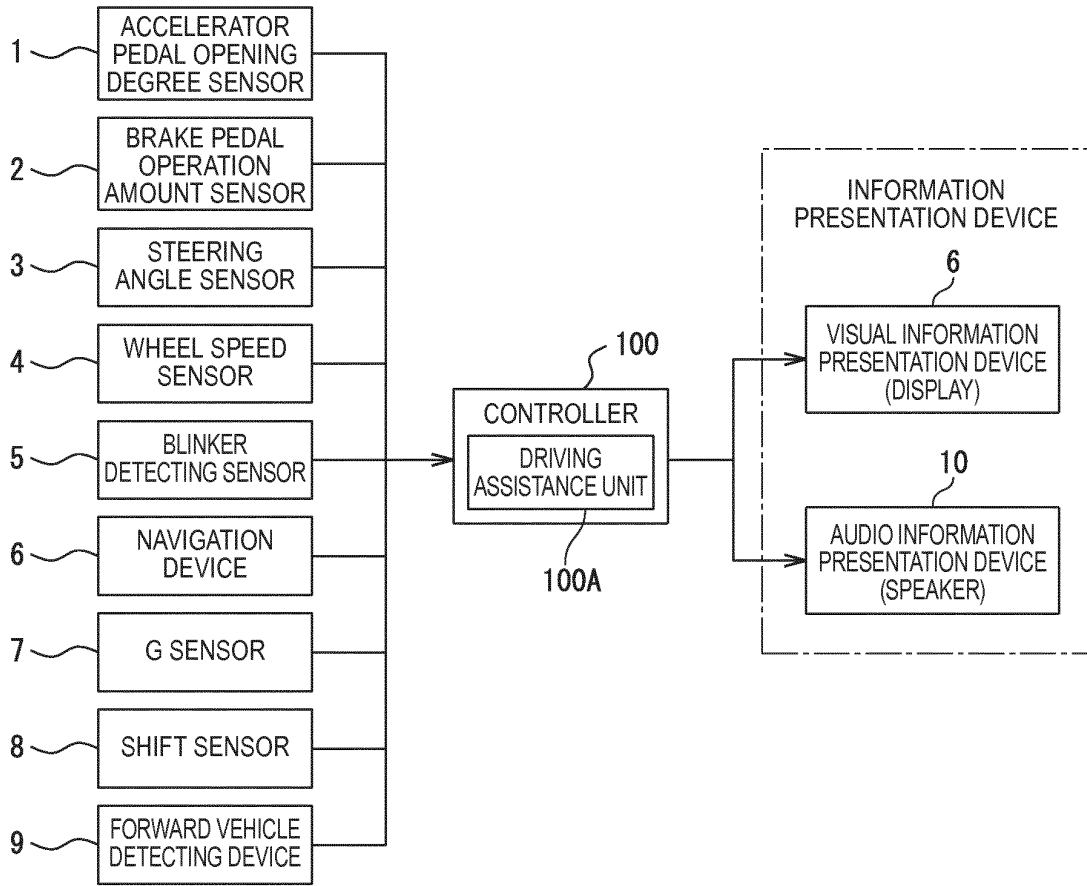 1
ACCELERATOR
PEDAL OPENING
DEGREE SENSOR
2
BRAKE PEDAL
OPERATION
AMOUNT SENSOR
3
STEERING
ANGLE SENSOR
4
WHEEL SPEED
SENSOR
5
BLINKER
DETECTING SENSOR
6
NAVIGATION
DEVICE
7
G SENSOR
8
SHIFT SENSOR
9
FORWARD VEHICLE
DETECTING DEVICE
100
CONTROLLER
DRIVING
ASSISTANCE UNIT
100A
INFORMATION
PRESENTATION DEVICE
6
VISUAL INFORMATION
PRESENTATION DEVICE
(DISPLAY)
10
AUDIO INFORMATION
PRESENTATION DEVICE
(SPEAKER)